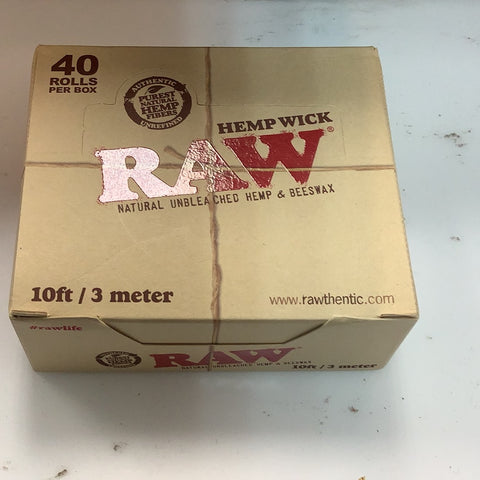 40
ROLLS
PER BOX
AUTHENTIC
PUREST
NATURAL
HEMP
FIBERS
UNREFINED
HEMP WICK
RAW®
NATURAL UNBLEACHED HEMP & BEESWAX
10ft / 3 meter
www.rawthentic.com
#rawlife
RAW
NATURAL UNBLEACHED HEMP & BEESWAX
10ft / 3 meter